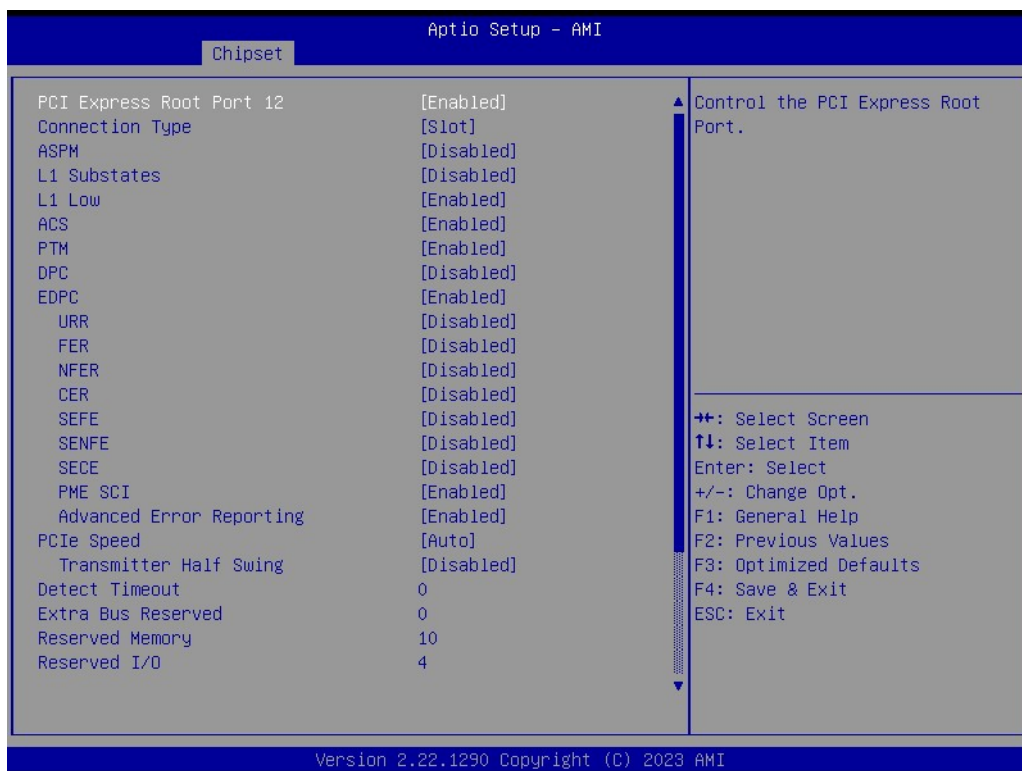 Aptio Setup - AMI
Chipset
PCI Express Root Port 12 [Enabled]
Connection Type [Slot]
ASPM [Disabled]
L1 Substates [Disabled]
L1 Low [Enabled]
ACS [Enabled]
PTM [Enabled]
DPC [Disabled]
EDPC [Enabled]
URR [Disabled]
FER [Disabled]
NFER [Disabled]
CER [Disabled]
SEFE [Disabled]
SENFE [Disabled]
SECE [Disabled]
PME SCI [Enabled]
Advanced Error Reporting [Enabled]
PCIe Speed [Auto]
Transmitter Half Swing [Disabled]
Detect Timeout 0
Extra Bus Reserved 0
Reserved Memory 10
Reserved I/O 4
Control the PCI Express Root
Port.
→←: Select Screen
↑↓: Select Item
Enter: Select
+/-: Change Opt.
F1: General Help
F2: Previous Values
F3: Optimized Defaults
F4: Save & Exit
ESC: Exit
Version 2.22.1290 Copyright (C) 2023 AMI